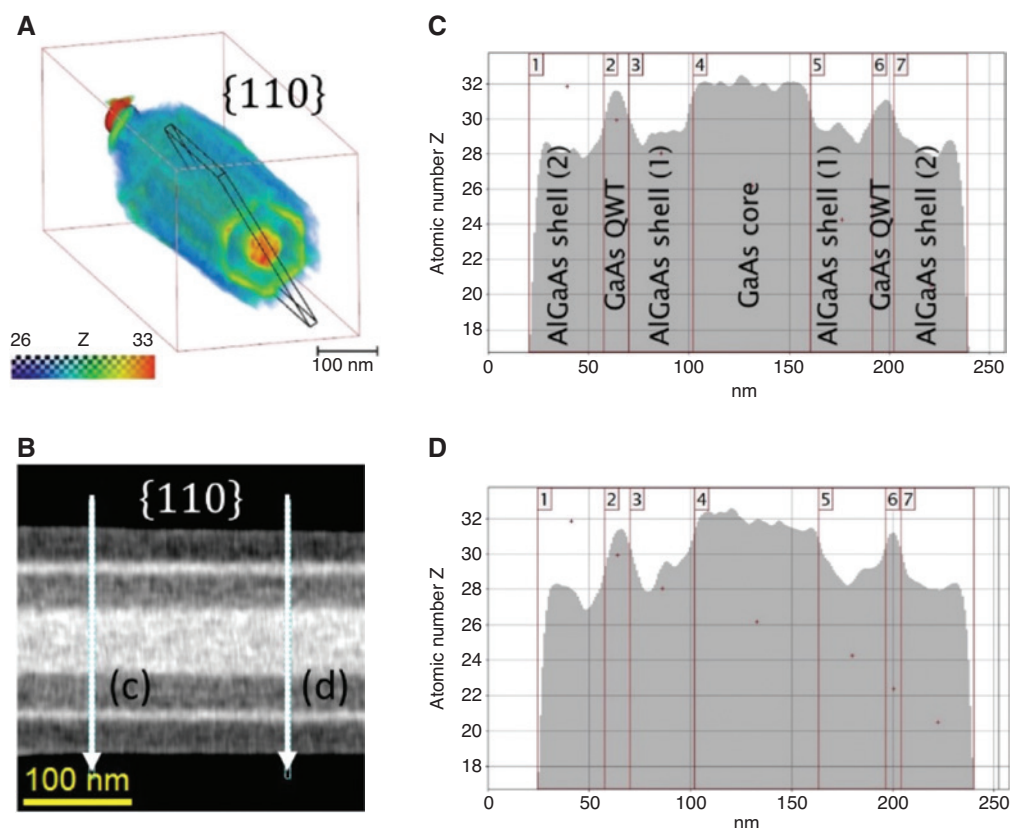 A
{110}
26 Z 33
100 nm
B
{110}
(c) (d)
100 nm
C
Atomic number Z
32
30
28
26
24
22
20
18
1 2 3 4 5 6 7
AlGaAs shell (2)
GaAs QWT
AlGaAs shell (1)
GaAs core
AlGaAs shell (1)
GaAs QWT
AlGaAs shell (2)
0 50 100 150 200 250
nm
D
Atomic number Z
32
30
28
26
24
22
20
18
1 2 3 4 5 6 7
0 50 100 150 200 250
nm